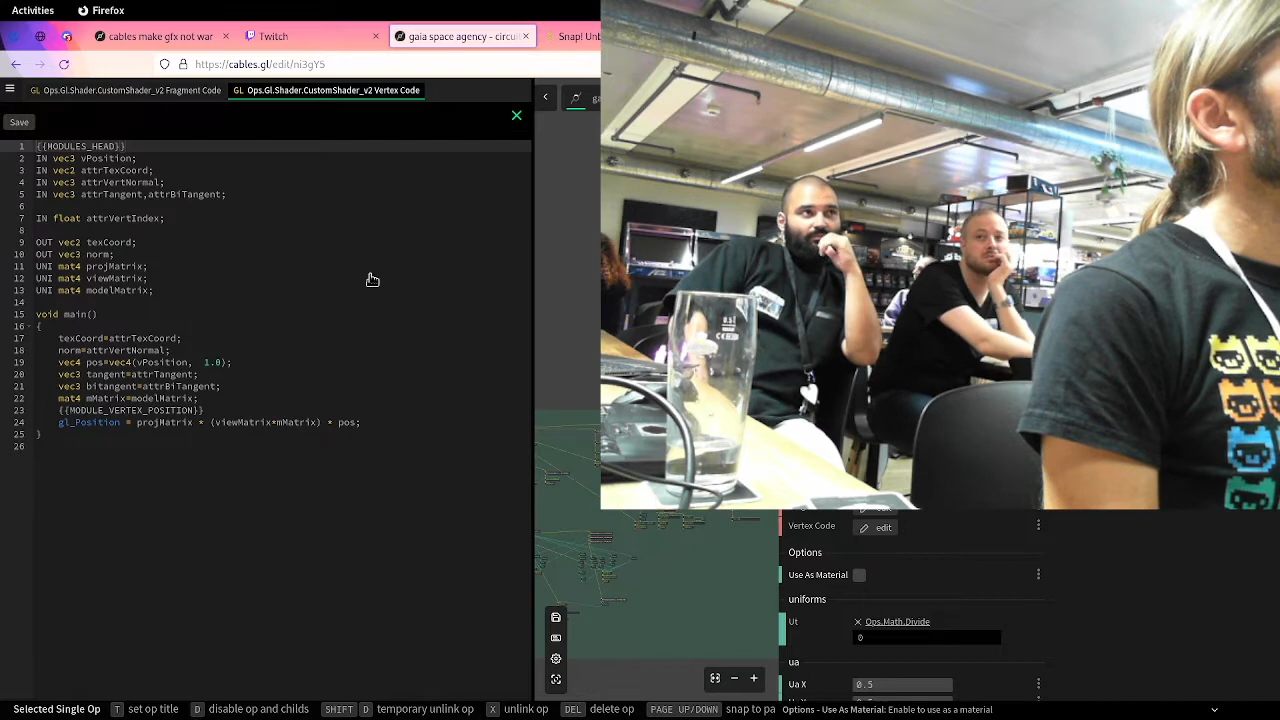 Activities
Firefox
cables make gfx not war
×
Twitch
×
gaia space agency - circui
×
Snap! Unb
https://cables.gl/edit/ni3gY5
GL Ops.Gl.Shader.CustomShader_v2 Fragment Code
GL Ops.Gl.Shader.CustomShader_v2 Vertex Code
Save
1 {{MODULES_HEAD}}
2 IN vec3 vPosition;
3 IN vec2 attrTexCoord;
4 IN vec3 attrVertNormal;
5 IN vec3 attrTangent,attrBiTangent;
6
7 IN float attrVertIndex;
8
9 OUT vec2 texCoord;
10 OUT vec3 norm;
11 UNI mat4 projMatrix;
12 UNI mat4 viewMatrix;
13 UNI mat4 modelMatrix;
14
15 void main()
16 {
17 texCoord=attrTexCoord;
18 norm=attrVertNormal;
19 vec4 pos=vec4(vPosition, 1.0);
20 vec3 tangent=attrTangent;
21 vec3 bitangent=attrBiTangent;
22 mat4 mMatrix=modelMatrix;
23 {{MODULE_VERTEX_POSITION}}
24 gl_Position = projMatrix * (viewMatrix*mMatrix) * pos;
25 }
26
0.5l
Vertex Code
edit
Options
Use As Material
uniforms
Ut
× Ops.Math.Divide
0
ua
Ua X
0.5
Selected Single Op T set op title D disable op and childs SHIFT D temporary unlink op X unlink op DEL delete op PAGE UP snap to pa
Options - Use As Material: Enable to use as a material